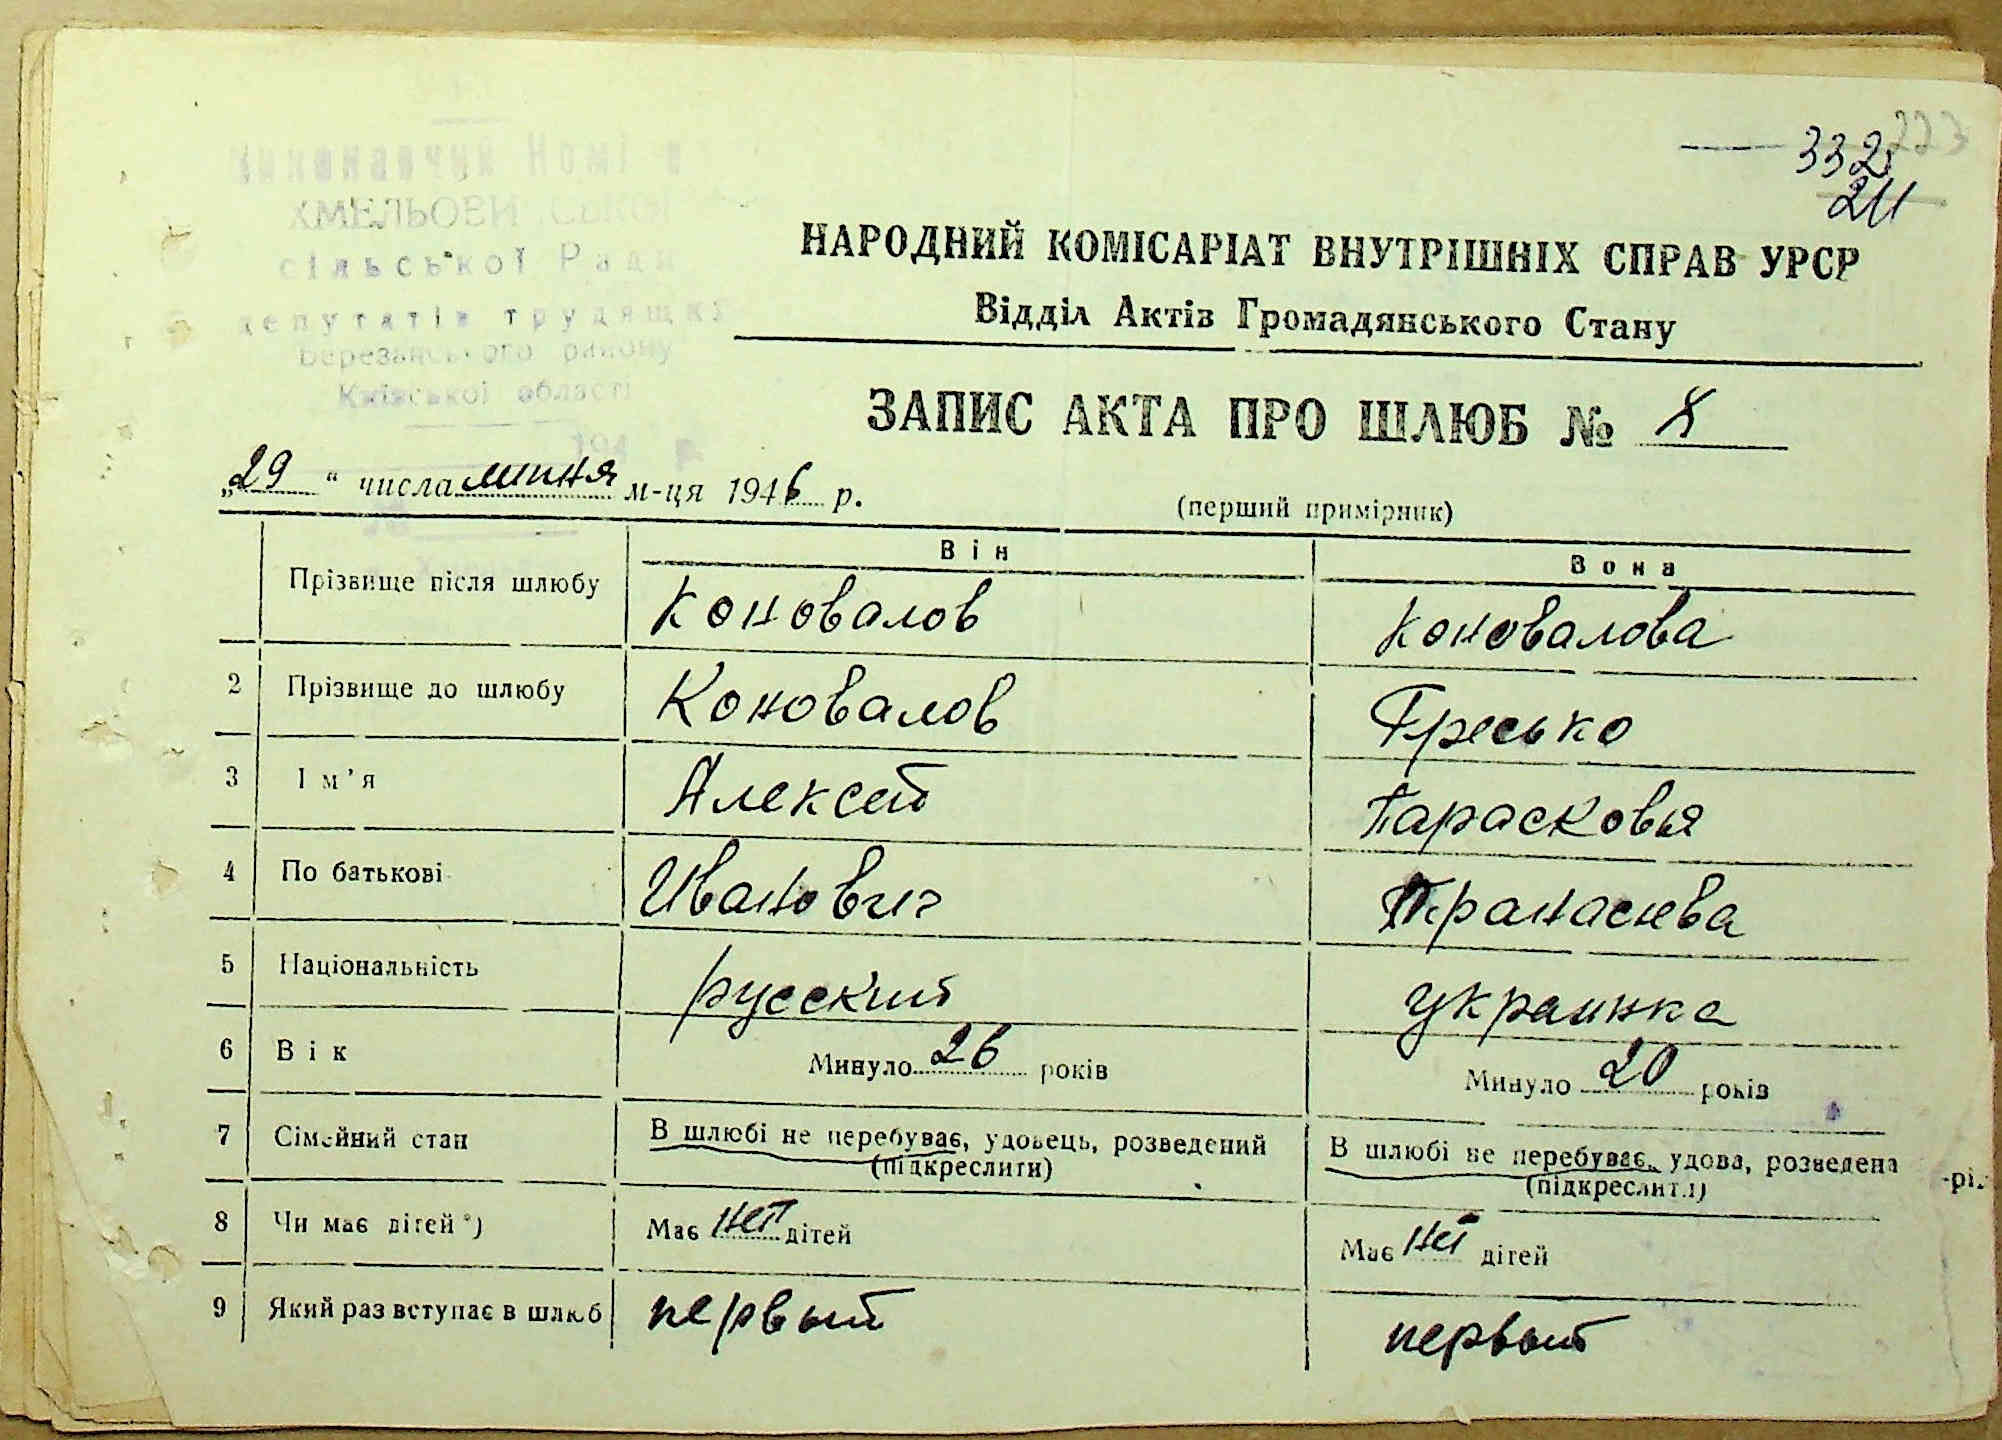 223
332
211
Виконавчий Комітет
ХМЕЛЬОВИ СЬКОЇ
сільської Ради
депутатів трудящих
Березанського району
Київської області
194 р.
№
НАРОДНИЙ КОМІСАРІАТ ВНУТРІШНІХ СПРАВ УРСР
Відділ Актів Громадянського Стану
ЗАПИС АКТА ПРО ШЛЮБ № 8
„29" числа липня м-ця 1946 р.
(перший примірник)
Він Вона
Прізвище після шлюбу Коновалов Коновалова
2 Прізвище до шлюбу Коновалов Гресько
3 Ім'я Алексей Парасковья
4 По батькові Иванович
5 Національність русский украинка
6 Вік Минуло 26 років Минуло 20 років
7 Сімейний стан В шлюбі не перебуває, удовець, розведений В шлюбі не перебуває, удова, розведена
(підкреслити) (підкреслити)
8 Чи має дітей*) Має нет дітей Має нет дітей
9 Який раз вступає в шлюб первый первый